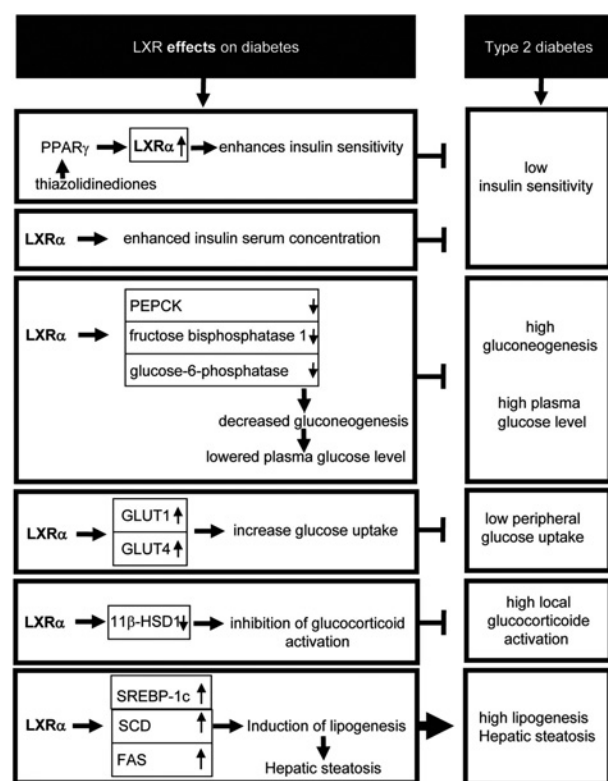 LXR effects on diabetes
Type 2 diabetes
PPARγ
LXRα
enhances insulin sensitivity
thiazolidinediones
low
insulin sensitivity
LXRα
enhanced insulin serum concentration
LXRα
PEPCK
fructose bisphosphatase 1
glucose-6-phosphatase
decreased gluconeogenesis
lowered plasma glucose level
high
gluconeogenesis
high plasma
glucose level
LXRα
GLUT1
GLUT4
increase glucose uptake
low peripheral
glucose uptake
LXRα
11β-HSD1
inhibition of glucocorticoid
activation
high local
glucocorticoide
activation
LXRα
SREBP-1c
SCD
FAS
Induction of lipogenesis
Hepatic steatosis
high lipogenesis
Hepatic steatosis